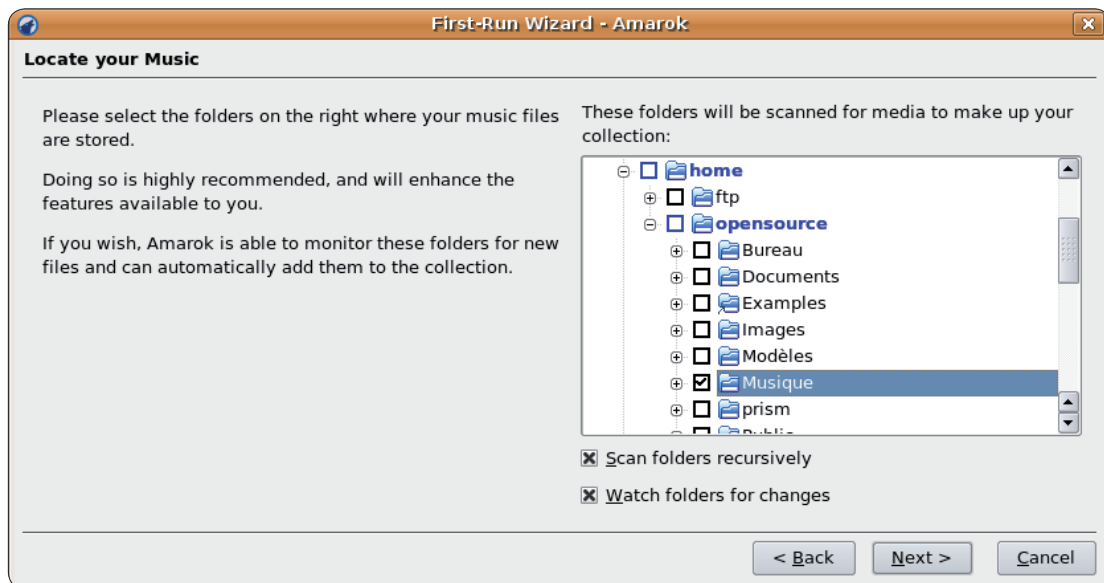 First-Run Wizard - Amarok
Locate your Music
Please select the folders on the right where your music files
are stored.
Doing so is highly recommended, and will enhance the
features available to you.
If you wish, Amarok is able to monitor these folders for new
files and can automatically add them to the collection.
These folders will be scanned for media to make up your
collection:
home
ftp
opensource
Bureau
Documents
Examples
Images
Modèles
Musique
prism
Scan folders recursively
Watch folders for changes
< Back
Next >
Cancel